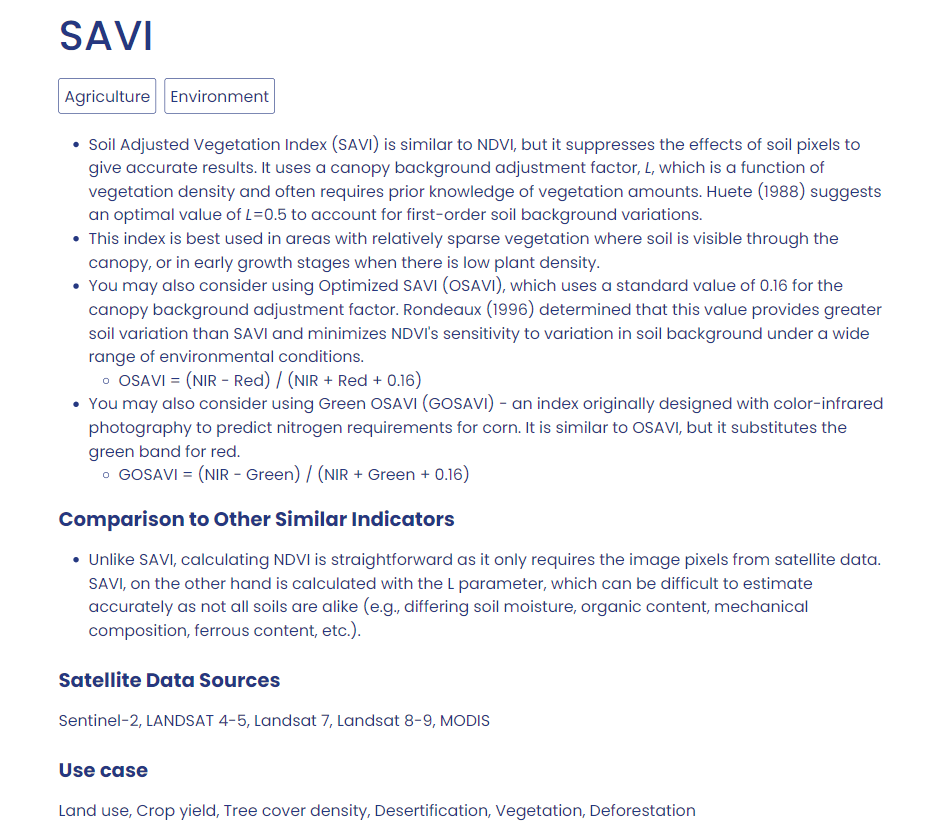 SAVI
Agriculture
Environment
• Soil Adjusted Vegetation Index (SAVI) is similar to NDVI, but it suppresses the effects of soil pixels to
give accurate results. It uses a canopy background adjustment factor, L, which is a function of
vegetation density and often requires prior knowledge of vegetation amounts. Huete (1988) suggests
an optimal value of L=0.5 to account for first-order soil background variations.
• This index is best used in areas with relatively sparse vegetation where soil is visible through the
canopy, or in early growth stages when there is low plant density.
• You may also consider using Optimized SAVI (OSAVI), which uses a standard value of 0.16 for the
canopy background adjustment factor. Rondeaux (1996) determined that this value provides greater
soil variation than SAVI and minimizes NDVI's sensitivity to variation in soil background under a wide
range of environmental conditions.
◦ OSAVI = (NIR - Red) / (NIR + Red + 0.16)
• You may also consider using Green OSAVI (GOSAVI) - an index originally designed with color-infrared
photography to predict nitrogen requirements for corn. It is similar to OSAVI, but it substitutes the
green band for red.
◦ GOSAVI = (NIR - Green) / (NIR + Green + 0.16)
Comparison to Other Similar Indicators
• Unlike SAVI, calculating NDVI is straightforward as it only requires the image pixels from satellite data.
SAVI, on the other hand is calculated with the L parameter, which can be difficult to estimate
accurately as not all soils are alike (e.g., differing soil moisture, organic content, mechanical
composition, ferrous content, etc.).
Satellite Data Sources
Sentinel-2, LANDSAT 4-5, Landsat 7, Landsat 8-9, MODIS
Use case
Land use, Crop yield, Tree cover density, Desertification, Vegetation, Deforestation